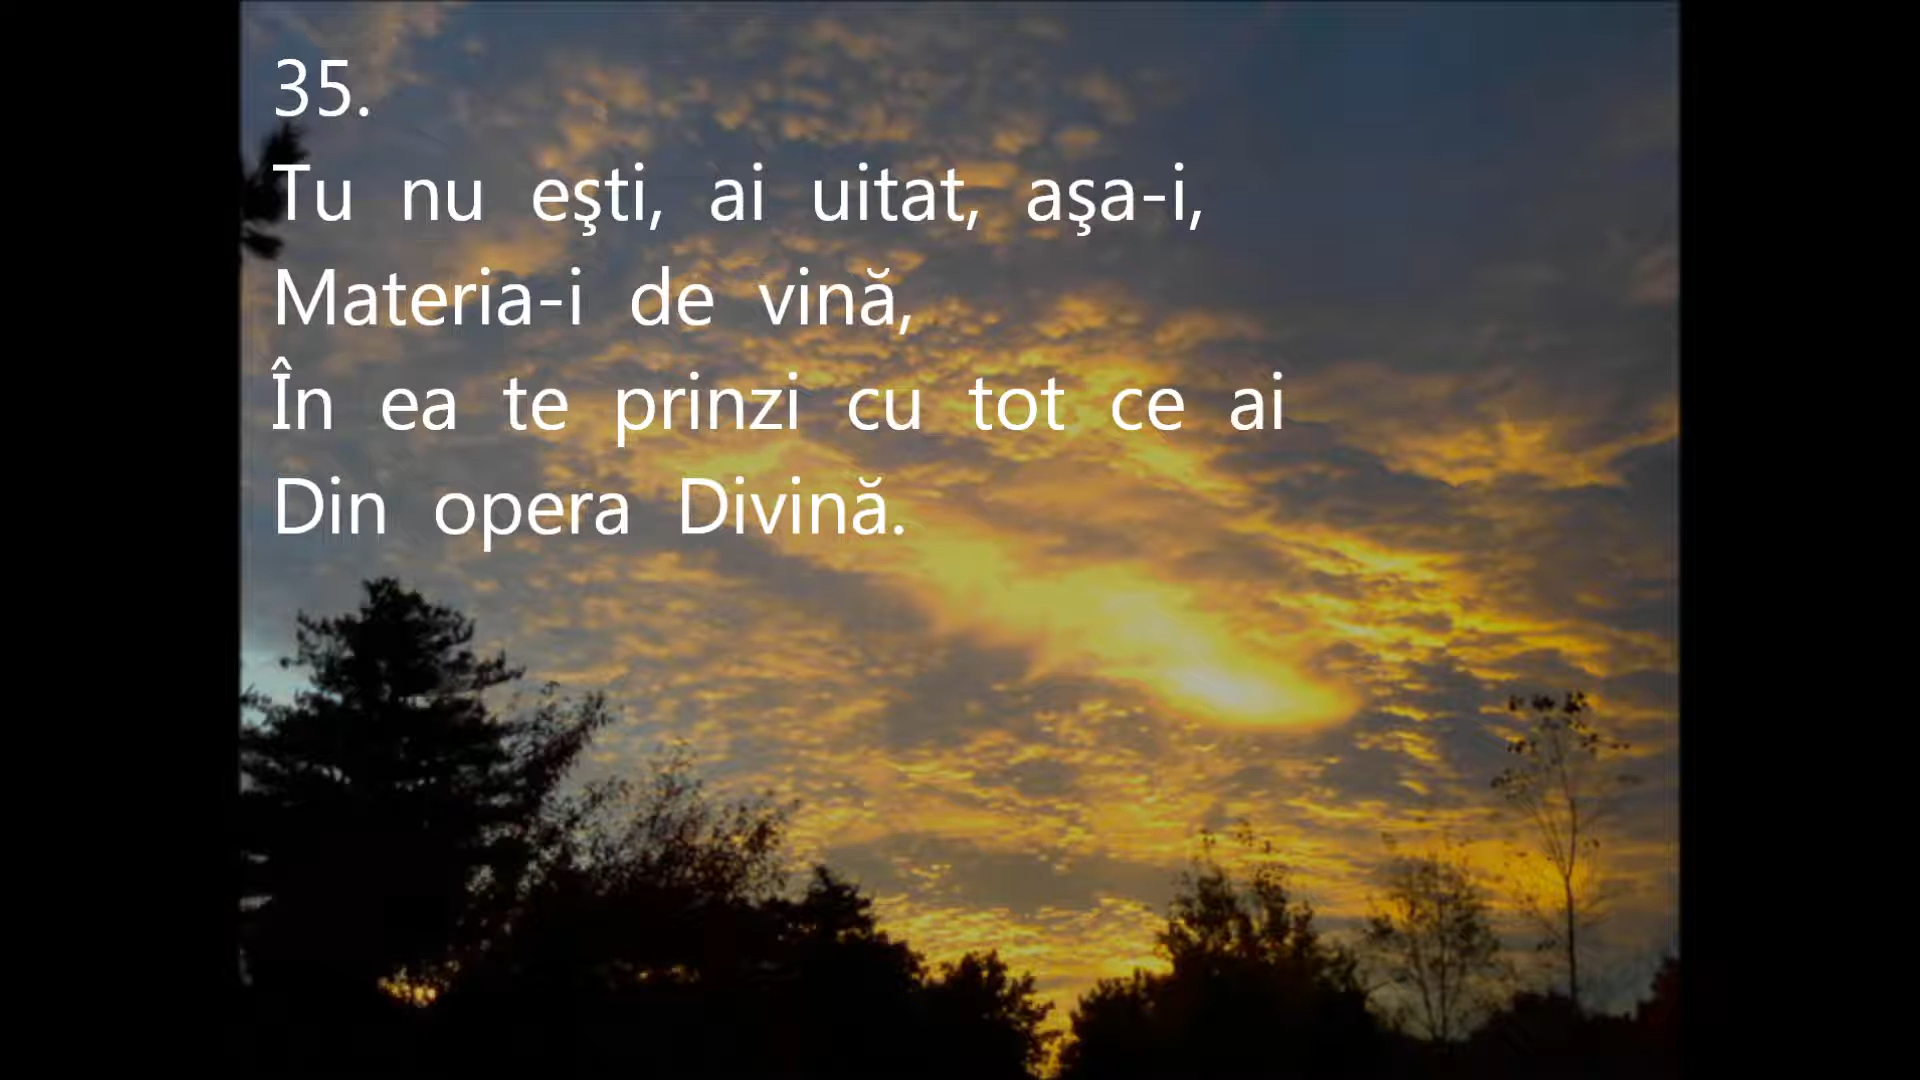 35.
Tu nu eşti, ai uitat, aşa-i,
Materia-i de vină,
În ea te prinzi cu tot ce ai
Din opera Divină.